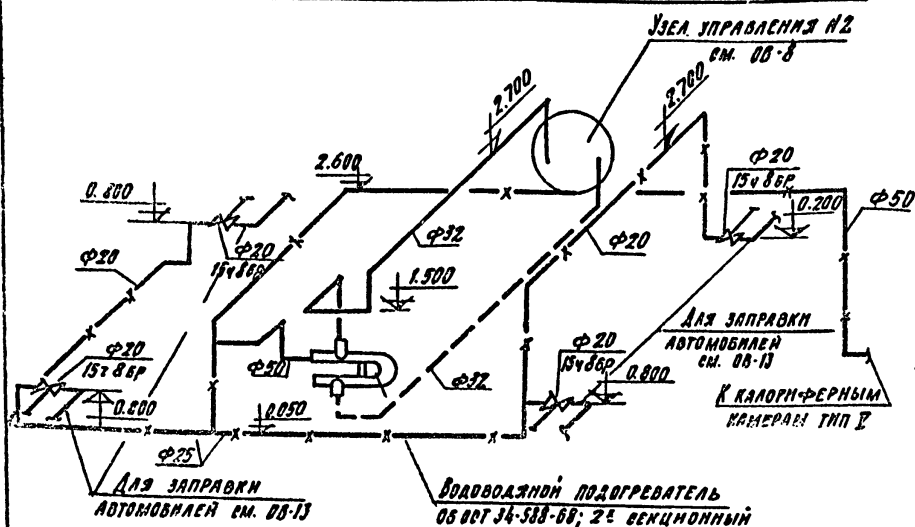 УЗЕЛ УПРАВЛЕНИЯ №2
СМ. ОВ-8
2.700
2.700
Ф20
15ч8БР
2.600
0.800
0.200
Ф50
Ф32
Ф20
Ф20
15ч8БР
Ф20
1.500
ДЛЯ ЗАПРАВКИ
АВТОМОБИЛЕЙ
СМ. ОВ-13
Ф20
15ч8БР
Ф20
15ч8БР
Ф50
Ф32
0.800
0.800
0.050
К КАЛОРИФЕРНЫМ
КАМЕРАМ ТИП V
Ф25
ДЛЯ ЗАПРАВКИ
АВТОМОБИЛЕЙ СМ. ОВ-13
ВОДОВОДЯНОЙ ПОДОГРЕВАТЕЛЬ
05 ОСТ 34-588-68; 2Х СЕКЦИОННЫЙ